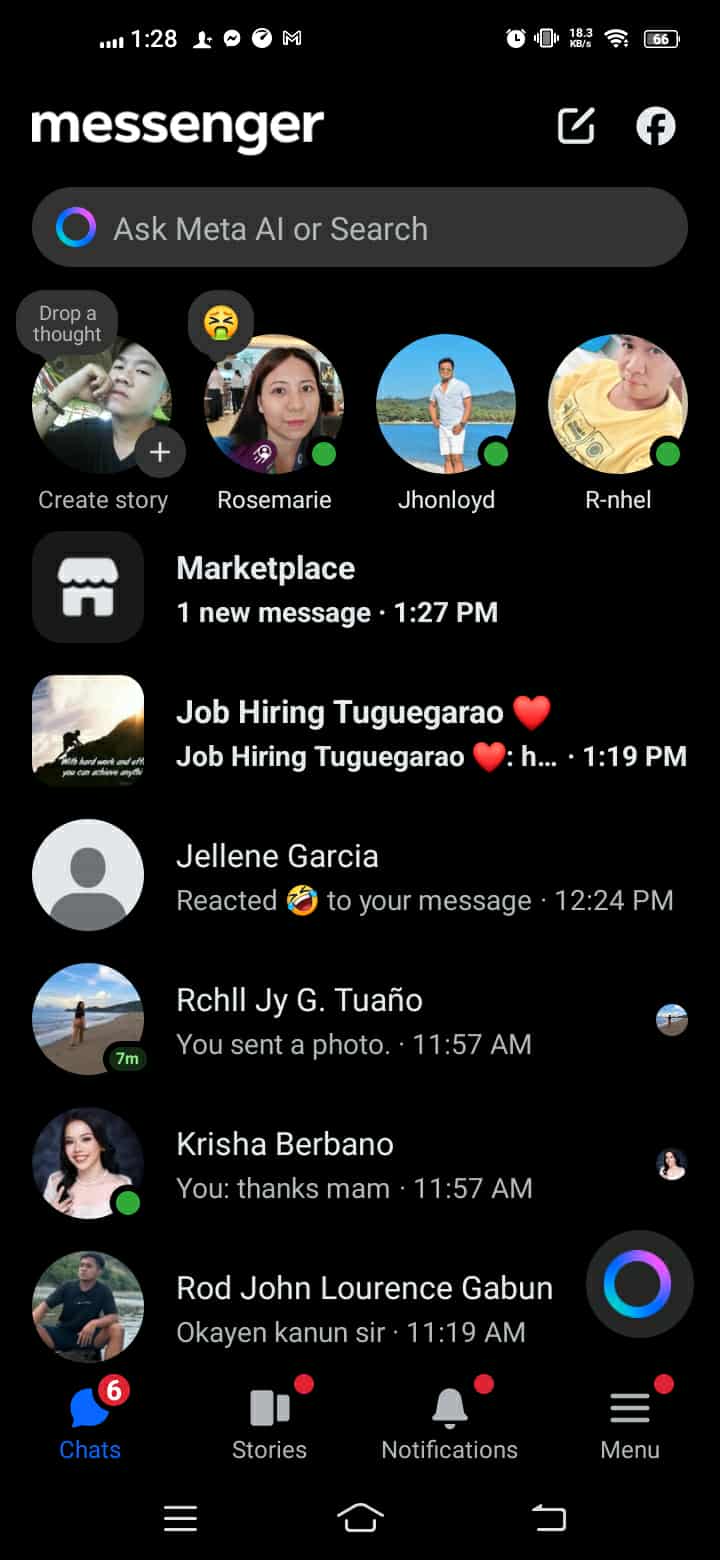 1:28
18.3
KB/s
66
messenger
Ask Meta AI or Search
Drop a
thought
Create story
Rosemarie
Jhonloyd
R-nhel
Marketplace
1 new message · 1:27 PM
Job Hiring Tuguegarao ❤️
Job Hiring Tuguegarao ❤️: h... · 1:19 PM
With hard work and eff
you can achieve anythi
Jellene Garcia
Reacted 🤣 to your message · 12:24 PM
Rchll Jy G. Tuaño
You sent a photo. · 11:57 AM
7m
Krisha Berbano
You: thanks mam · 11:57 AM
Rod John Lourence Gabun
Okayen kanun sir · 11:19 AM
6
Chats
Stories
Notifications
Menu